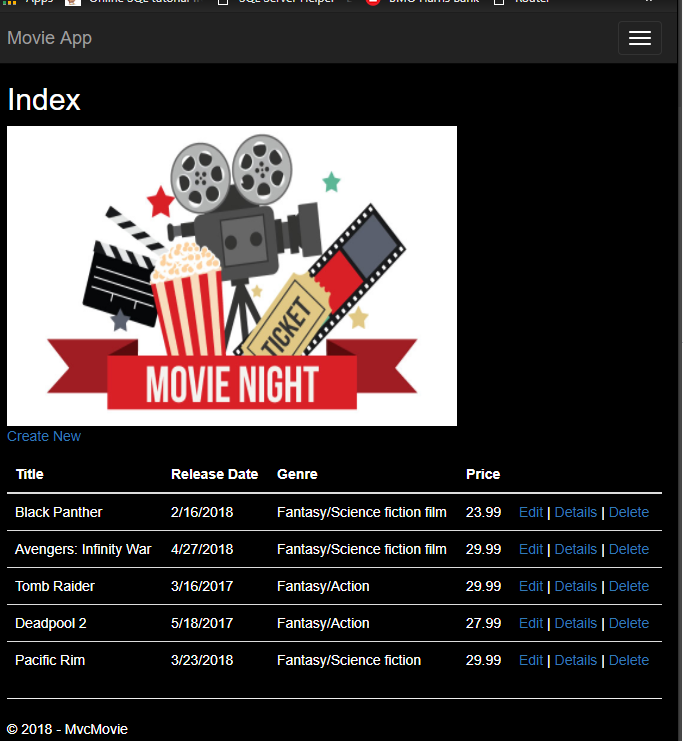 Apps
Movie App
Index
TICKET
MOVIE NIGHT
Create New
Title Release Date Genre Price
Black Panther 2/16/2018 Fantasy/Science fiction film 23.99 Edit | Details | Delete
Avengers: Infinity War 4/27/2018 Fantasy/Science fiction film 29.99 Edit | Details | Delete
Tomb Raider 3/16/2017 Fantasy/Action 29.99 Edit | Details | Delete
Deadpool 2 5/18/2017 Fantasy/Action 27.99 Edit | Details | Delete
Pacific Rim 3/23/2018 Fantasy/Science fiction 29.99 Edit | Details | Delete
© 2018 - MvcMovie